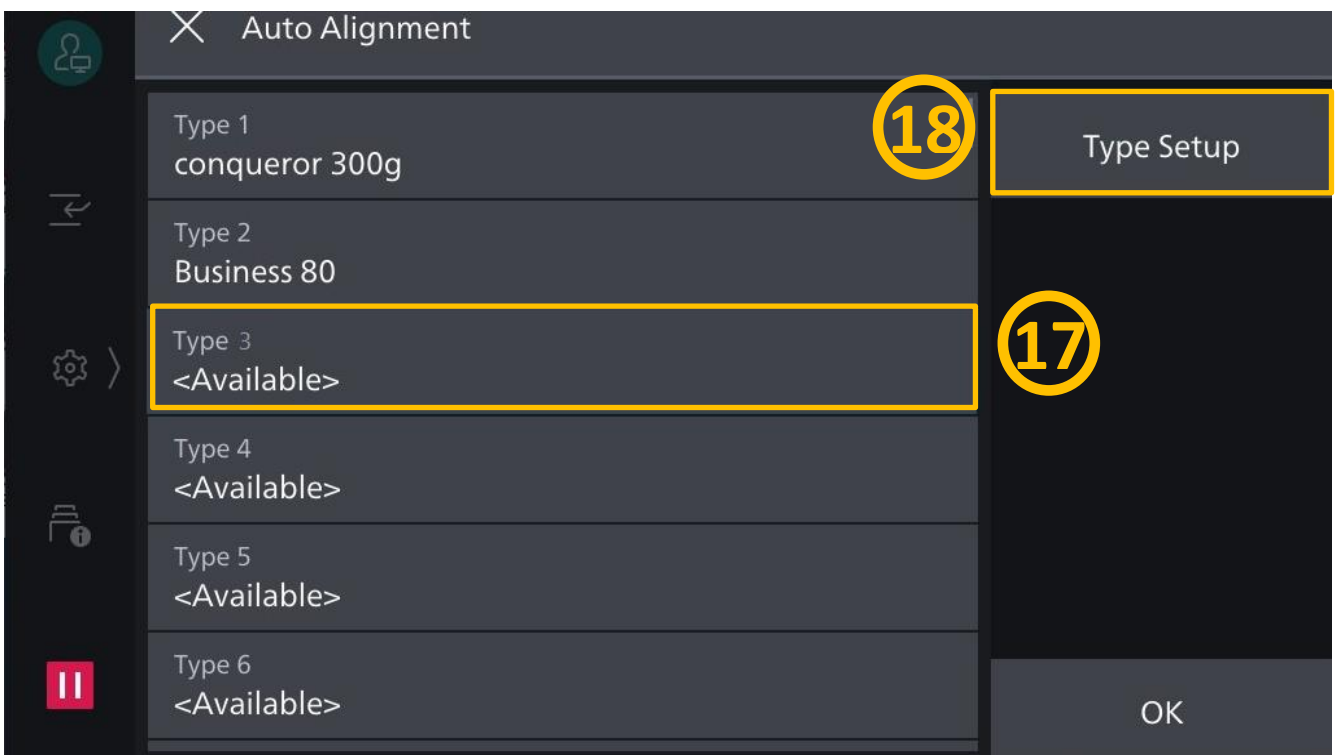 Auto Alignment
Type 1
conqueror 300g
18
Type Setup
Type 2
Business 80
Type 3
<Available>
17
Type 4
<Available>
Type 5
<Available>
Type 6
<Available>
OK